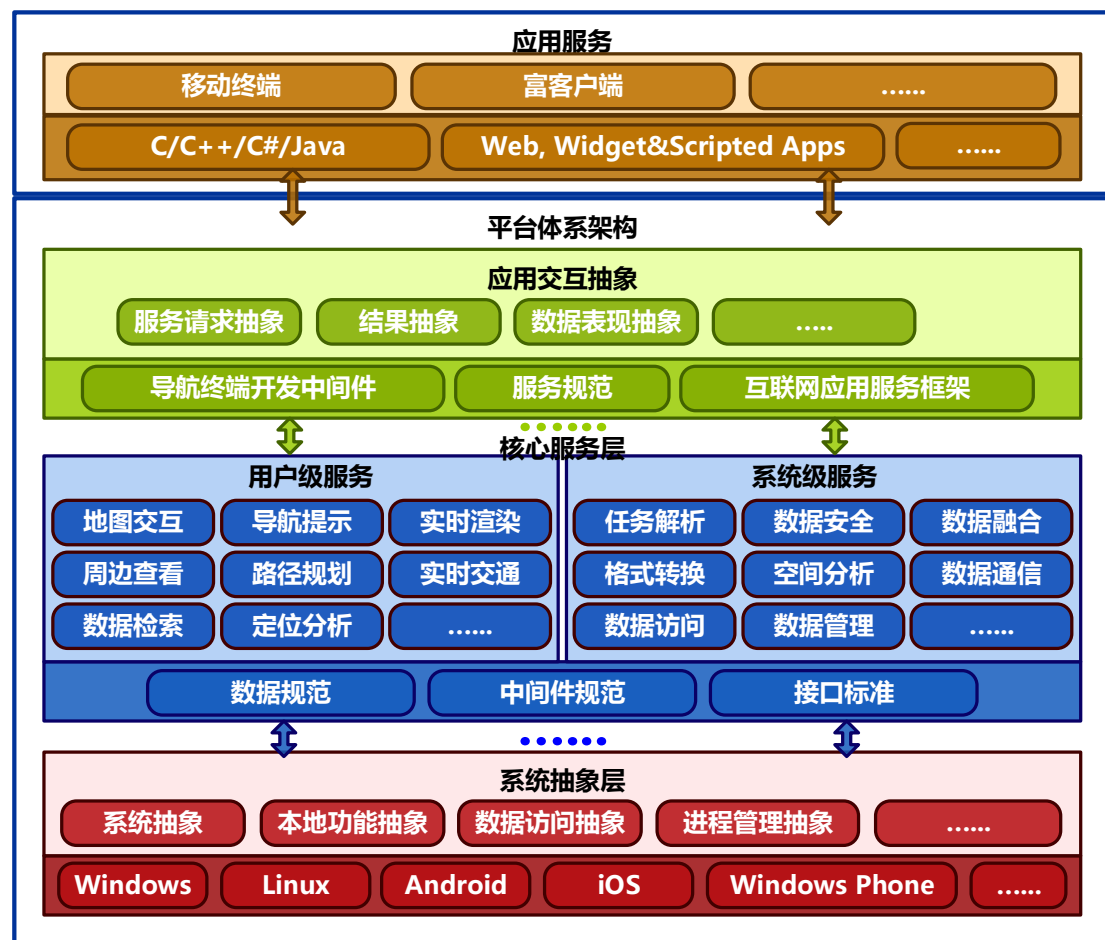 应用服务
移动终端 富客户端 ......
C/C++/C#/Java Web, Widget&Scripted Apps ......
平台体系架构
应用交互抽象
服务请求抽象 结果抽象 数据表现抽象 .....
导航终端开发中间件 服务规范 互联网应用服务框架
......
核心服务层
用户级服务 系统级服务
地图交互 导航提示 实时渲染 任务解析 数据安全 数据融合
周边查看 路径规划 实时交通 格式转换 空间分析 数据通信
数据检索 定位分析 ...... 数据访问 数据管理 ......
数据规范 中间件规范 接口标准
......
系统抽象层
系统抽象 本地功能抽象 数据访问抽象 进程管理抽象 ......
Windows Linux Android iOS Windows Phone ......